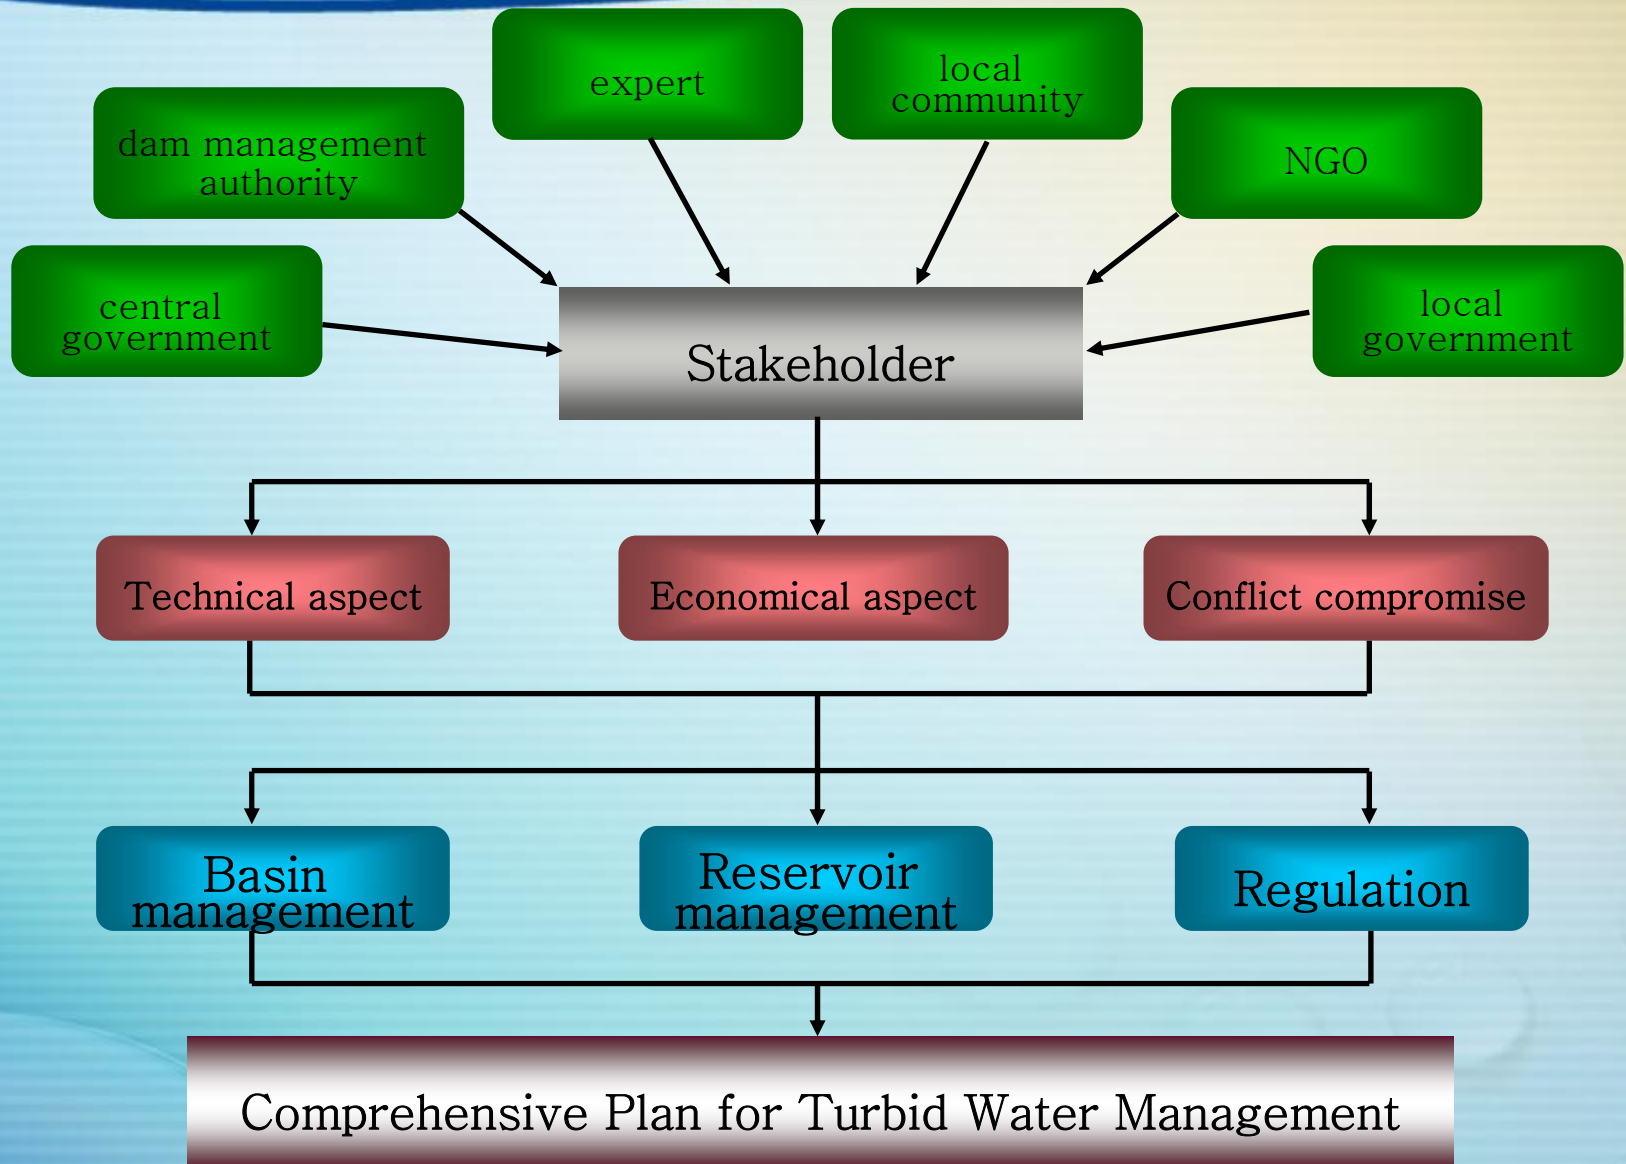 expert
local
community
dam management
authority
NGO
central
government
local
government
Stakeholder
Technical aspect
Economical aspect
Conflict compromise
Basin
management
Reservoir
management
Regulation
Comprehensive Plan for Turbid Water Management